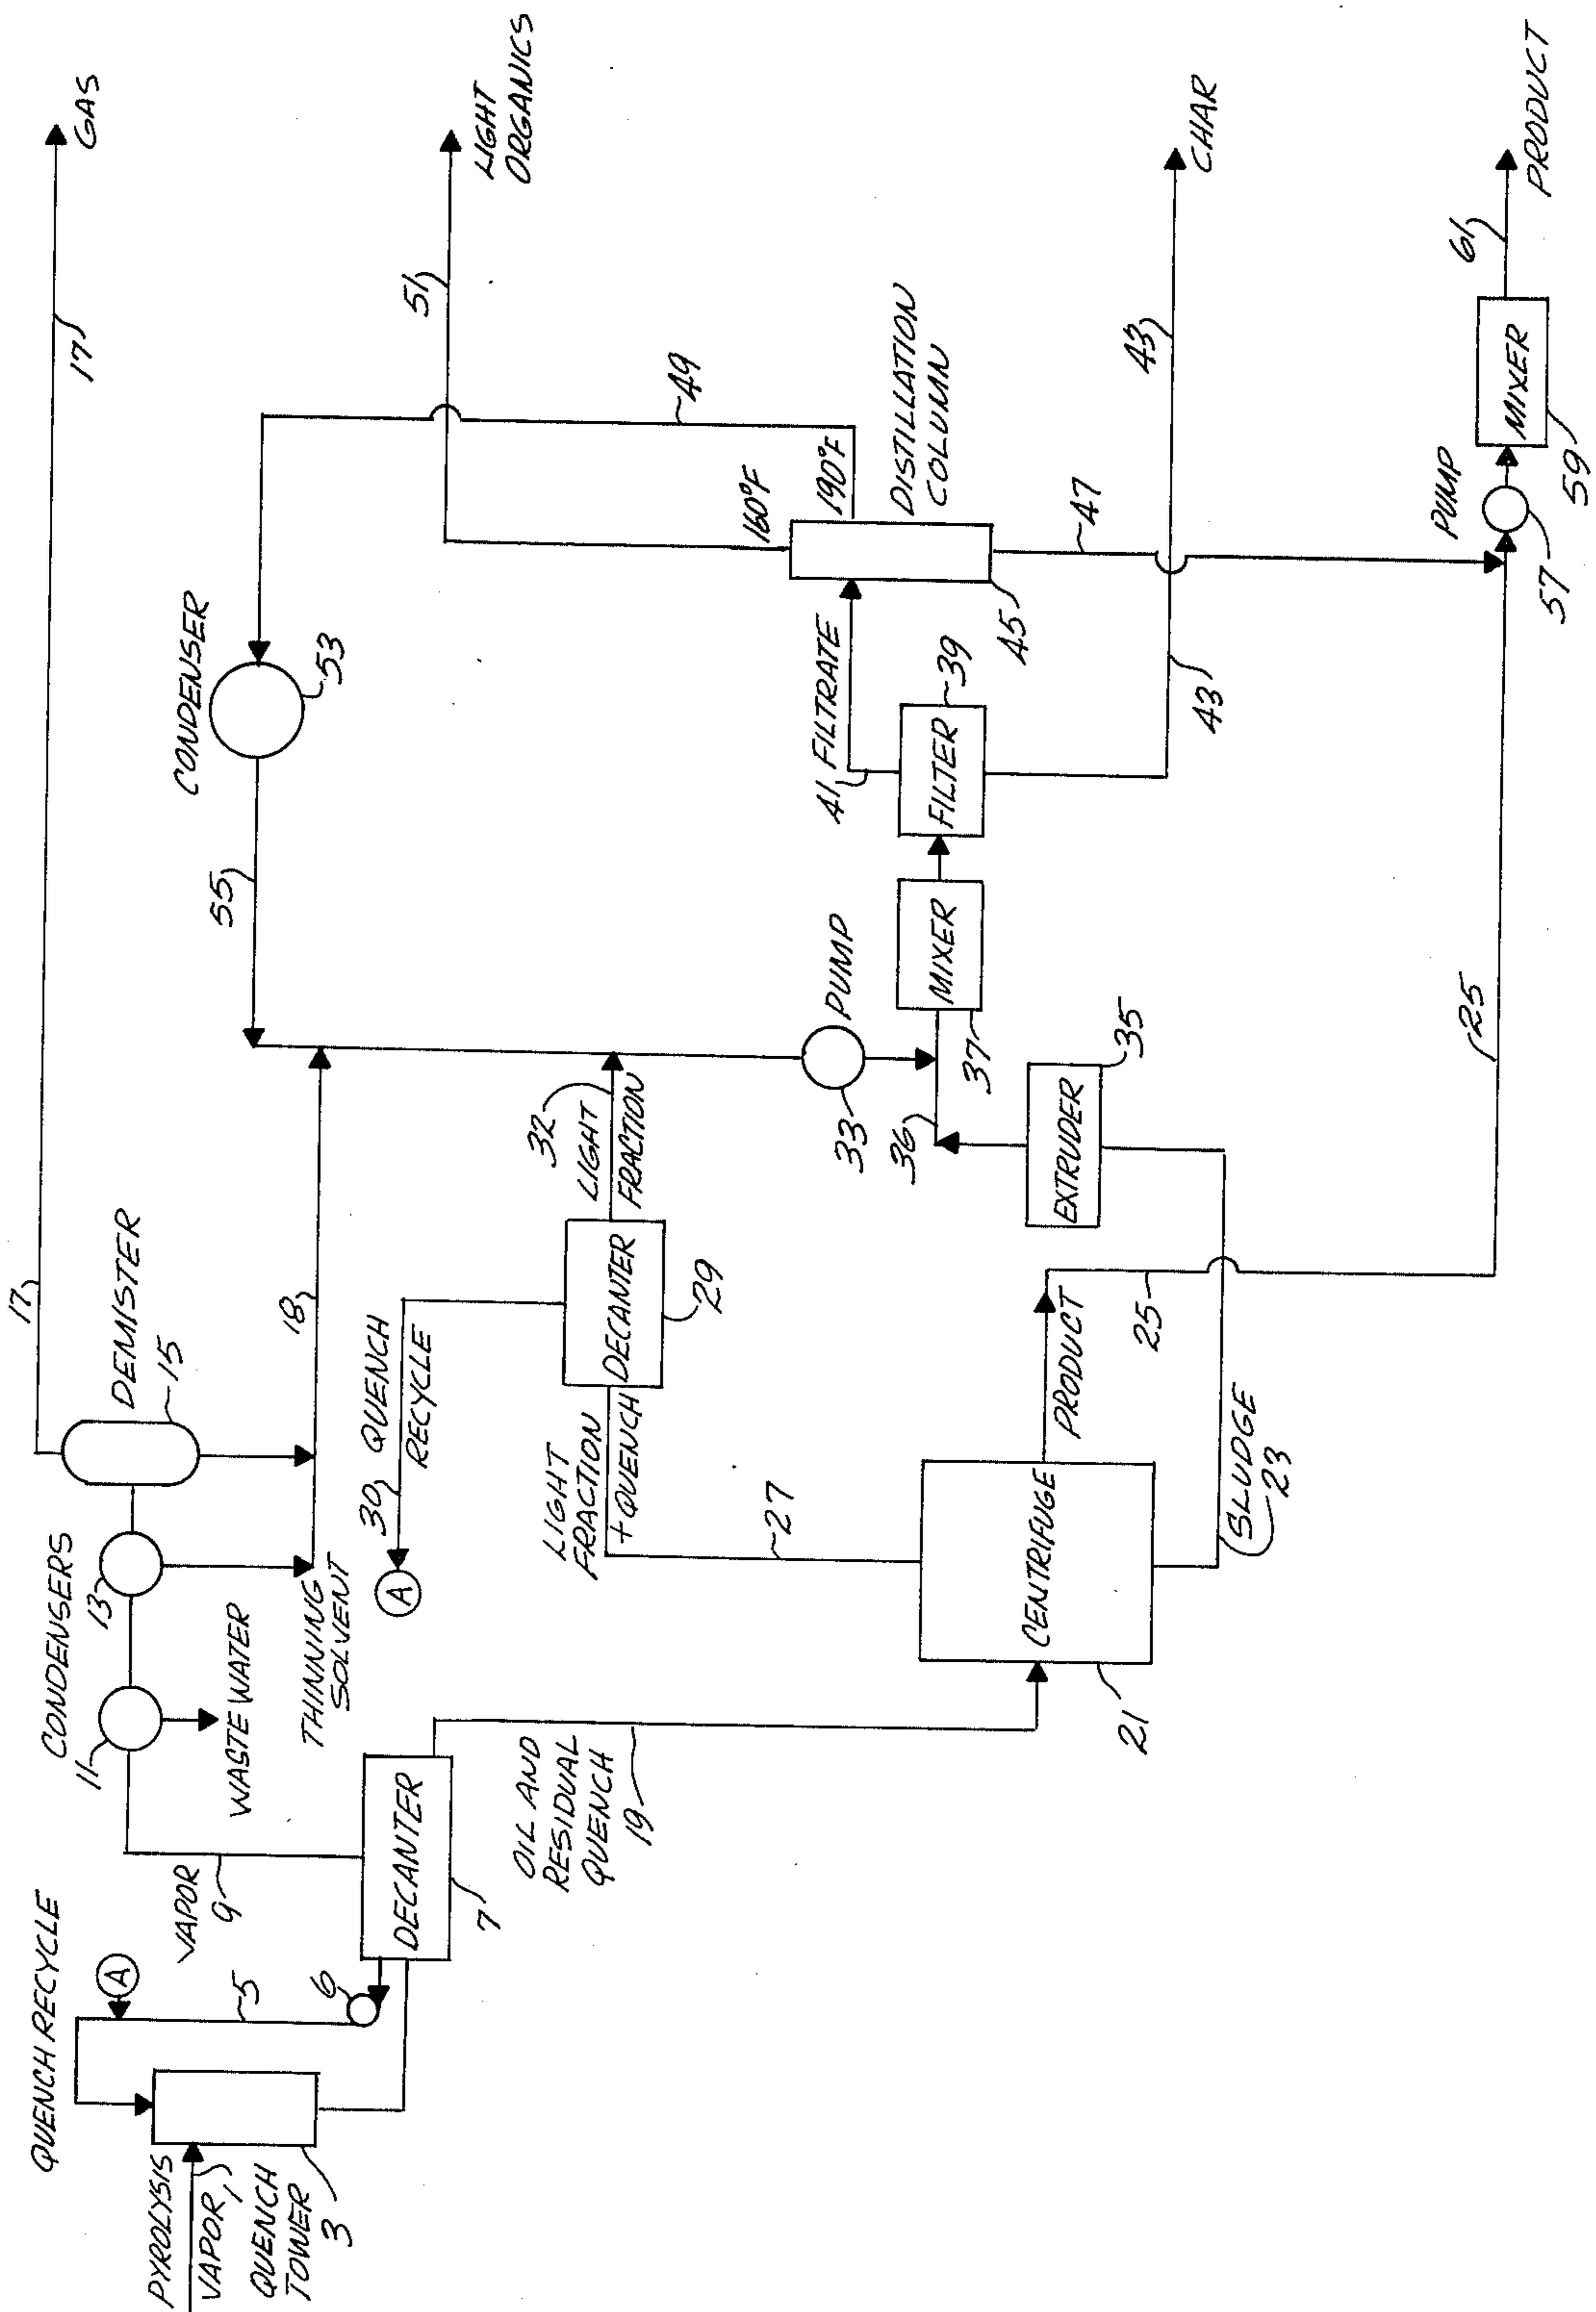 QUENCH RECYCLE
A
5
6
PYROLYSIS
VAPOR, 1
QUENCH
TOWER
3
DECANTER
7
VAPOR
9
CONDENSERS
11
13
WASTE WATER
THINNING
SOLVENT
DEMISTER
15
17
17
GAS
18
OIL AND
RESIDUAL
QUENCH
19
A
30 QUENCH
RECYCLE
LIGHT
FRACTION
+ QUENCH
27
DECANTER
29
32
LIGHT
FRACTION
CENTRIFUGE
21
PRODUCT
25
SLUDGE
23
EXTRUDER
35
36
PUMP
33
MIXER
37
FILTER
39
41 FILTRATE
43
43
CHAR
DISTILLATION
COLUMN
45
160°F
190°F
47
49
51
LIGHT
ORGANICS
CONDENSER
53
55
25
PUMP
57
MIXER
59
61
PRODUCT